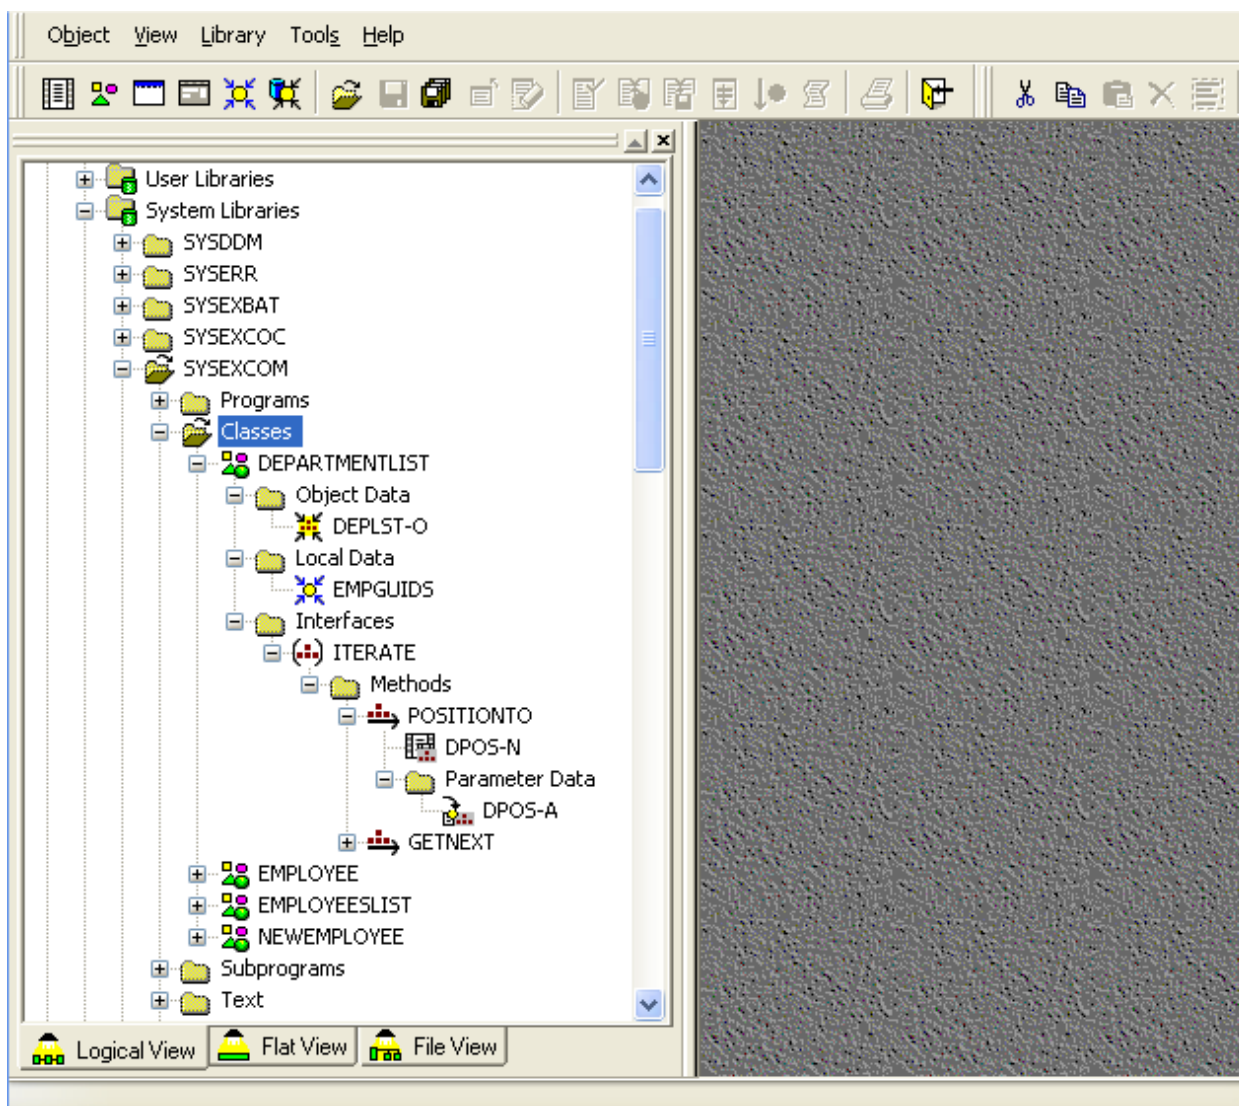 Object View Library Tools Help
User Libraries
System Libraries
SYSDDM
SYSERR
SYSEXBAT
SYSEXCOC
SYSEXCOM
Programs
Classes
DEPARTMENTLIST
Object Data
DEPLST-O
Local Data
EMPGUIDS
Interfaces
ITERATE
Methods
POSITIONTO
DPOS-N
Parameter Data
DPOS-A
GETNEXT
EMPLOYEE
EMPLOYEESLIST
NEWEMPLOYEE
Subprograms
Text
Logical View Flat View File View